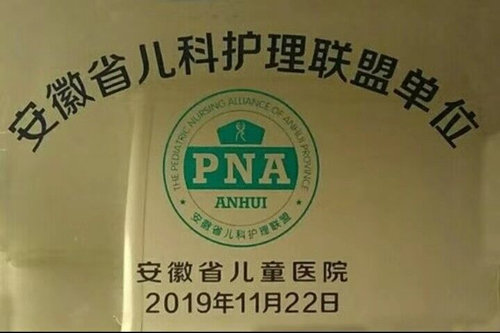 安徽省儿科护理联盟单位
THE PEDIATRIC NURSING ALLIANCE OF ANHUI PROVINCE
PNA
ANHUI
安徽省儿科护理联盟
安徽省儿童医院
2019年11月22日